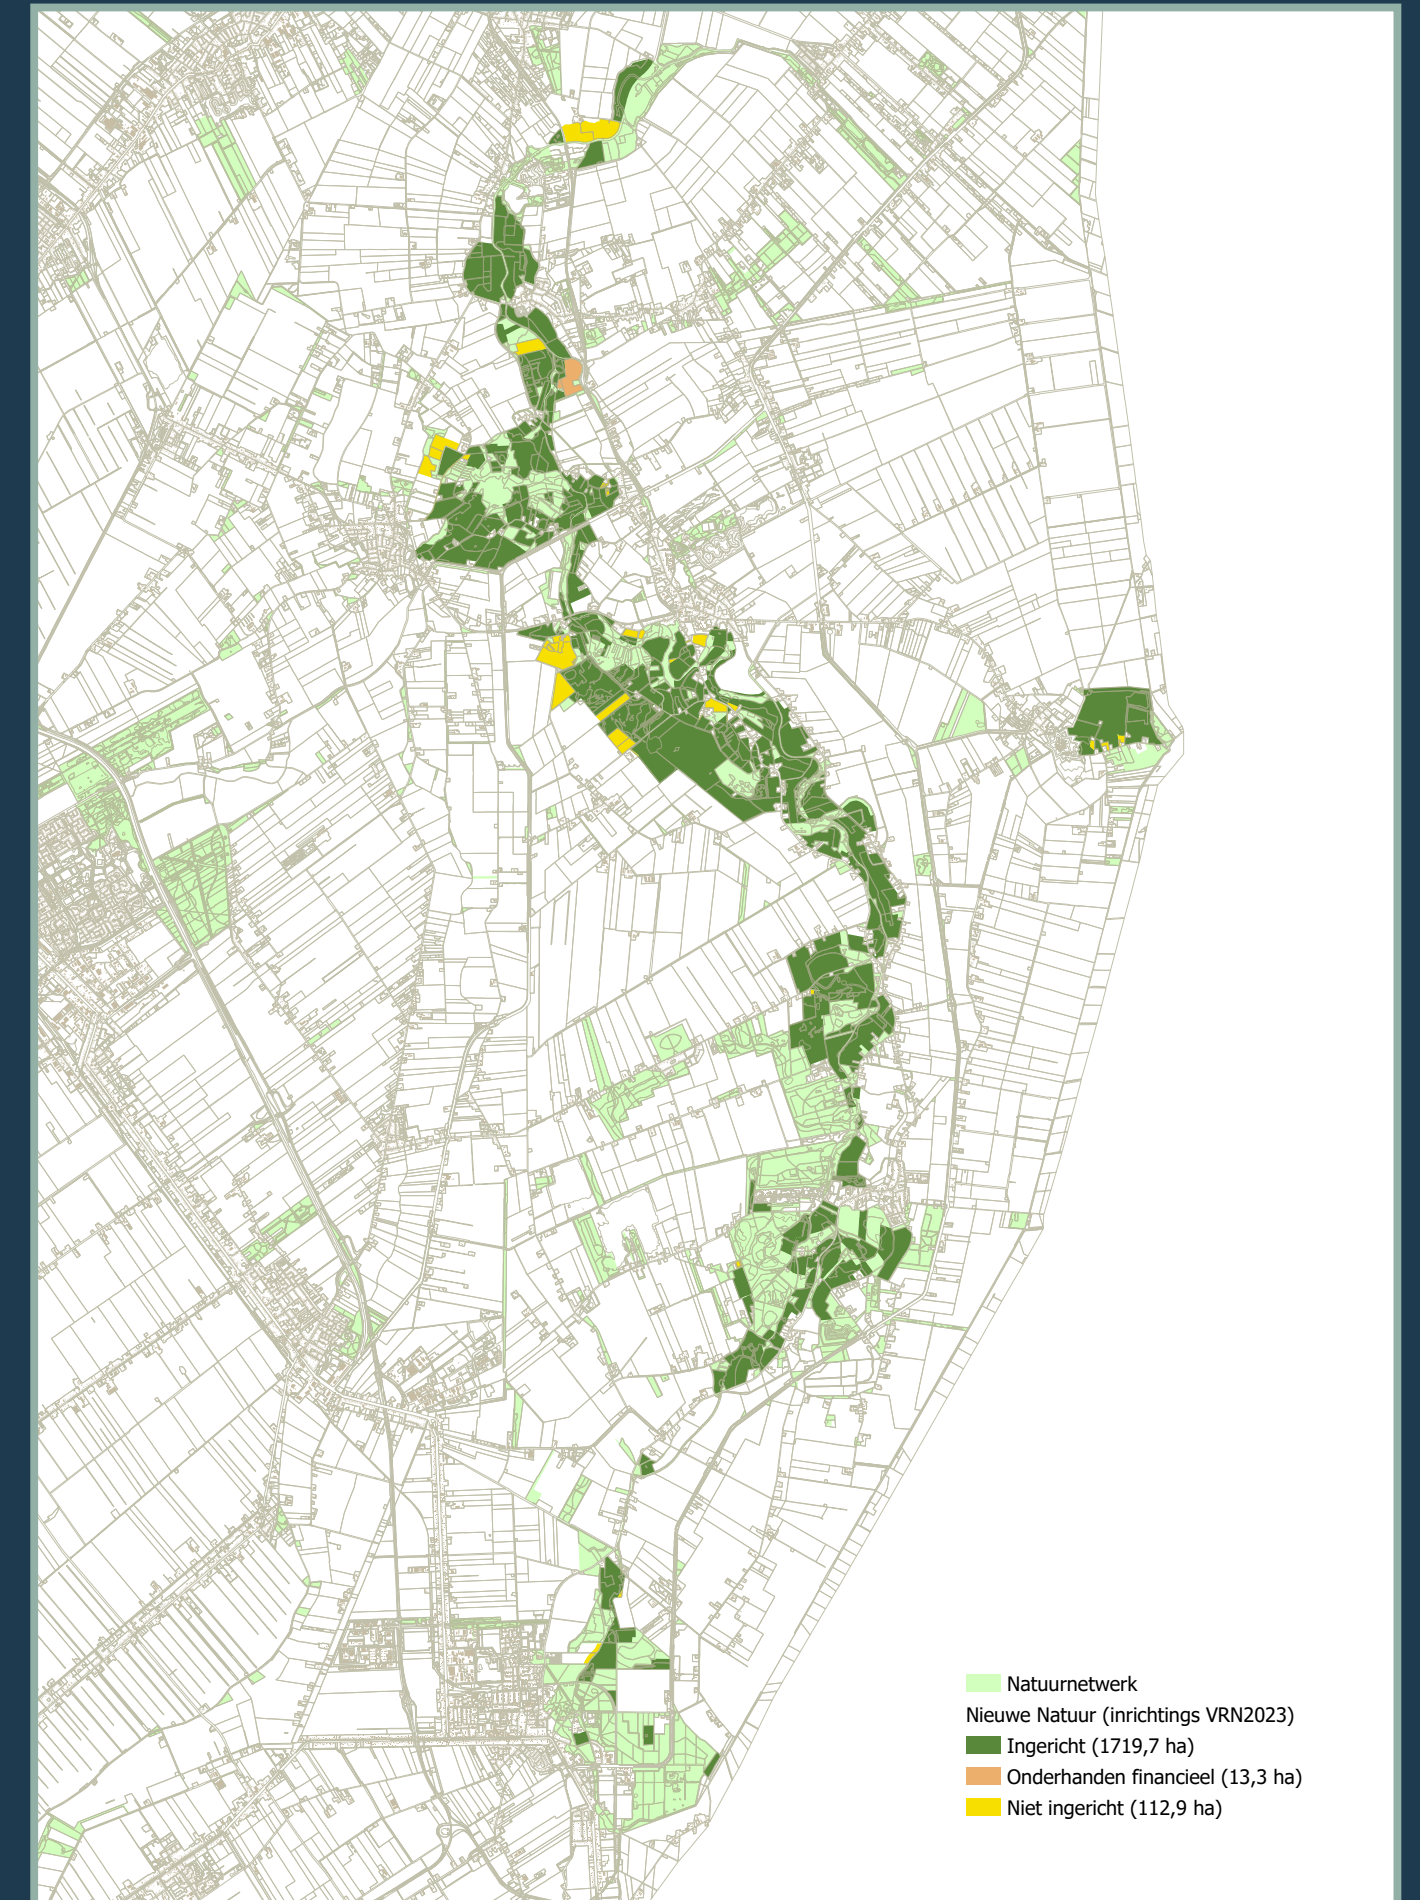 Natuurnetwerk
Nieuwe Natuur (inrichtings VRN2023)
Ingericht (1719,7 ha)
Onderhanden financieel (13,3 ha)
Niet ingericht (112,9 ha)